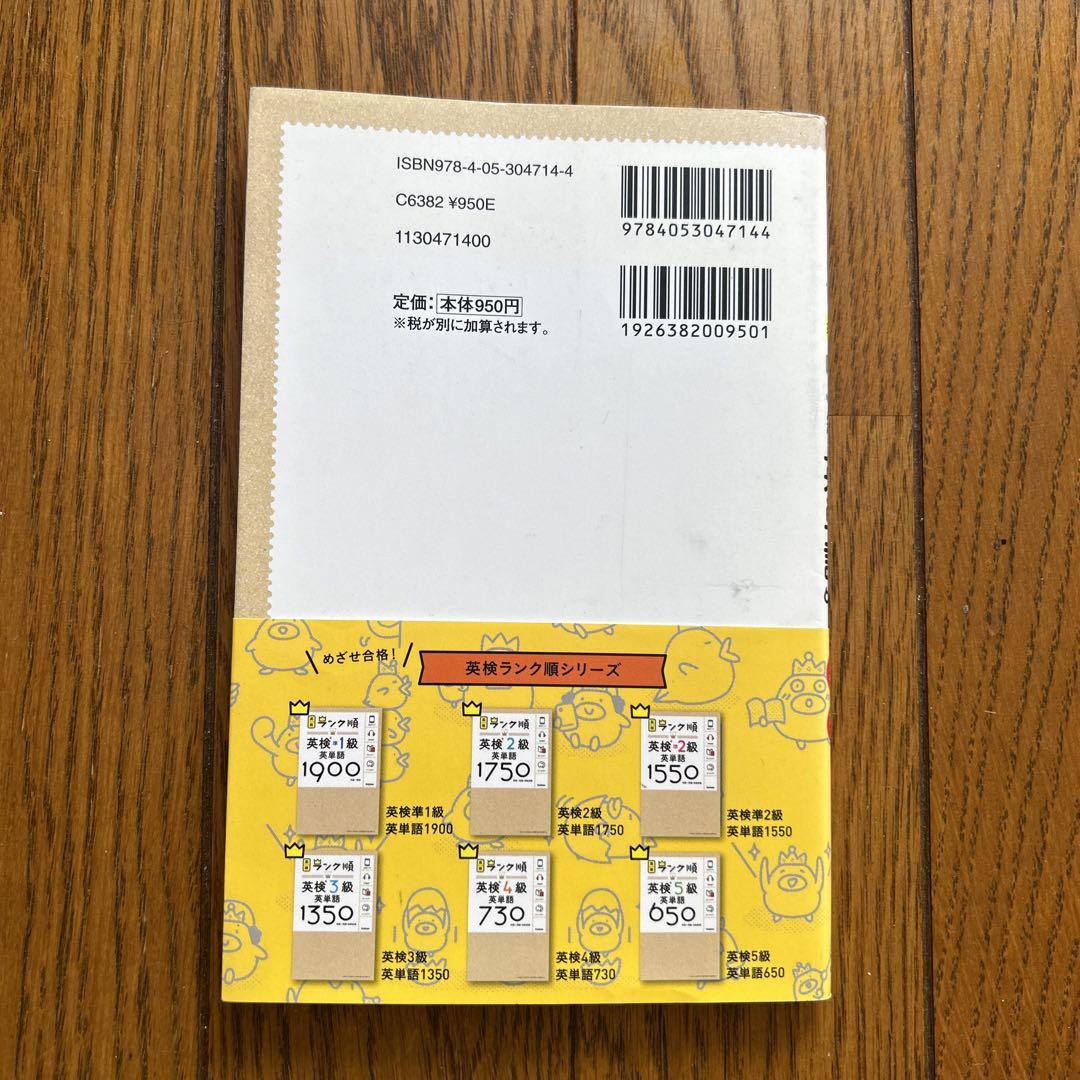 ISBN978-4-05-304714-4
C6382 ¥950E
1130471400
定価：本体950円
※税が別に加算されます。
9784053047144
1926382009501
めざせ合格！
英検ランク順シリーズ
ランク順
英検準1級
英単語
1900
英検準1級
英単語1900
ランク順
英検2級
英単語
1750
英検2級
英単語1750
ランク順
英検準2級
英単語
1550
英検準2級
英単語1550
ランク順
英検3級
英単語
1350
英検3級
英単語1350
ランク順
英検4級
英単語
730
英検4級
英単語730
ランク順
英検5級
英単語
650
英検5級
英単語650